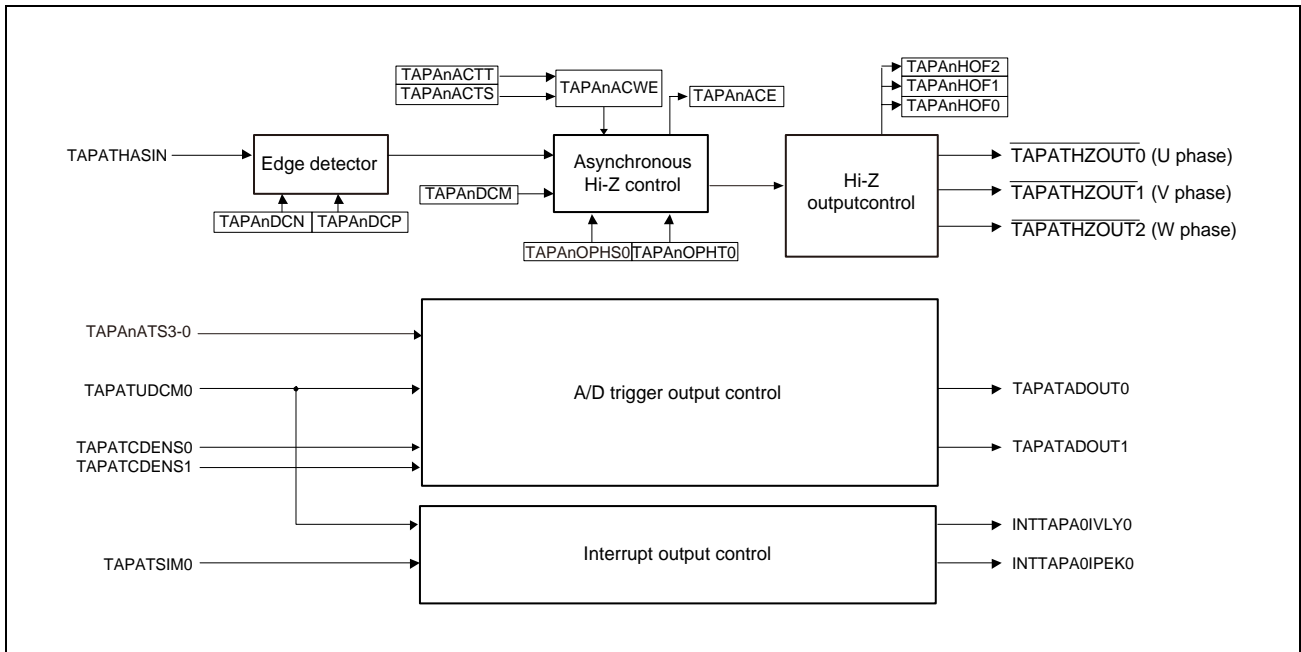 TAPAnACTT
TAPAnACTS
TAPAnACWE
TAPAnACE
TAPAnHOF2
TAPAnHOF1
TAPAnHOF0
TAPATHASIN
Edge detector
Asynchronous
Hi-Z control
Hi-Z
outputcontrol
TAPATHZOUT0 (U phase)
TAPATHZOUT1 (V phase)
TAPATHZOUT2 (W phase)
TAPAnDCM
TAPAnDCN
TAPAnDCP
TAPAnOPHS0
TAPAnOPHT0
TAPAnATS3-0
TAPATUDCM0
A/D trigger output control
TAPATADOUT0
TAPATCDENS0
TAPATCDENS1
TAPATADOUT1
INTTAPA0IVLY0
TAPATSIM0
Interrupt output control
INTTAPA0IPEK0